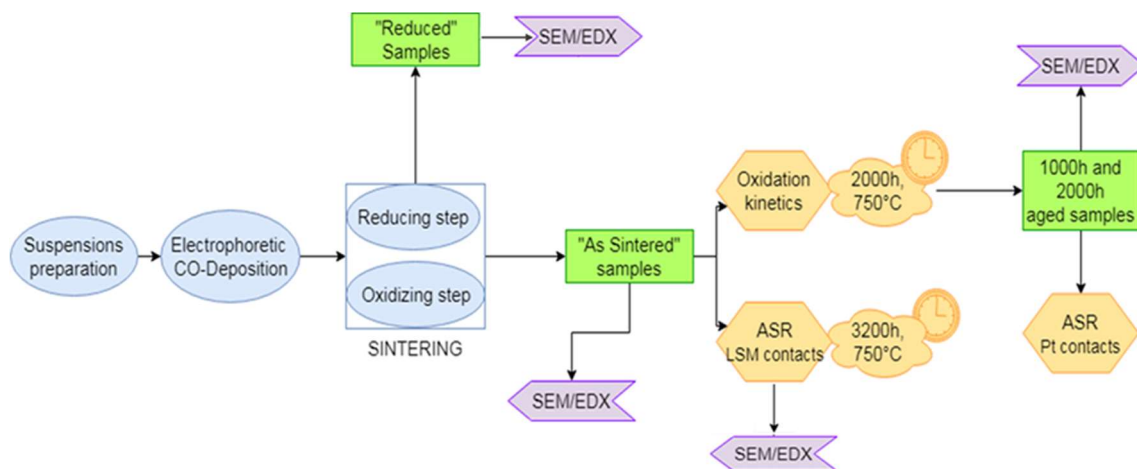 "Reduced"
Samples
SEM/EDX
SEM/EDX
Suspensions
preparation
Electrophoretic
CO-Deposition
Reducing step
Oxidizing step
SINTERING
"As Sintered"
samples
SEM/EDX
Oxidation
kinetics
2000h,
750°C
1000h and
2000h
aged samples
ASR
LSM contacts
3200h,
750°C
SEM/EDX
ASR
Pt contacts